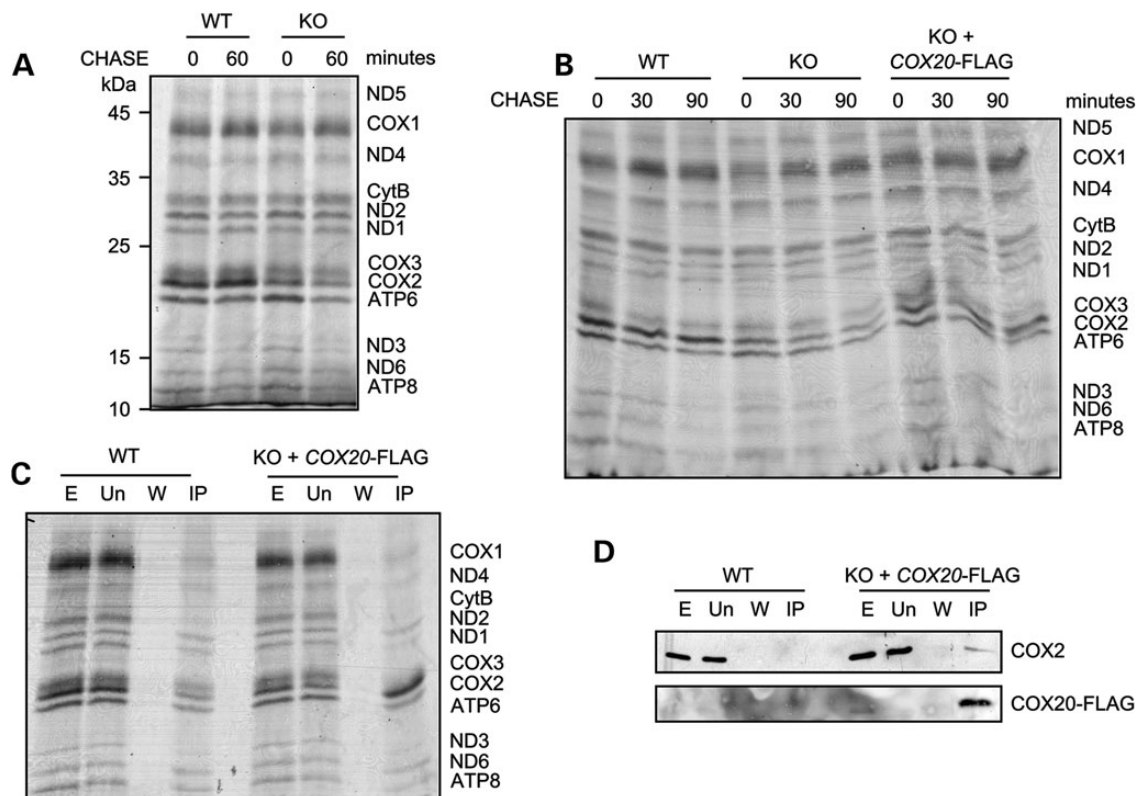 WT KO
CHASE 0 60 0 60 minutes
A
kDa
45
35
25
15
10
ND5
COX1
ND4
CytB
ND2
ND1
COX3
COX2
ATP6
ND3
ND6
ATP8
B
WT KO KO +
COX20-FLAG
CHASE 0 30 90 0 30 90 0 30 90 minutes
ND5
COX1
ND4
CytB
ND2
ND1
COX3
COX2
ATP6
ND3
ND6
ATP8
C
WT KO + COX20-FLAG
E Un W IP E Un W IP
COX1
ND4
CytB
ND2
ND1
COX3
COX2
ATP6
ND3
ND6
ATP8
D
WT KO + COX20-FLAG
E Un W IP E Un W IP
COX2
COX20-FLAG